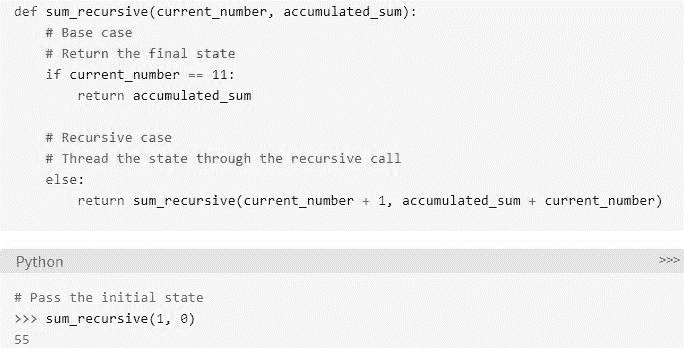 def sum_recursive(current_number, accumulated_sum):
    # Base case
    # Return the final state
    if current_number == 11:
        return accumulated_sum

    # Recursive case
    # Thread the state through the recursive call
    else:
        return sum_recursive(current_number + 1, accumulated_sum + current_number)
Python >>>
# Pass the initial state
>>> sum_recursive(1, 0)
55